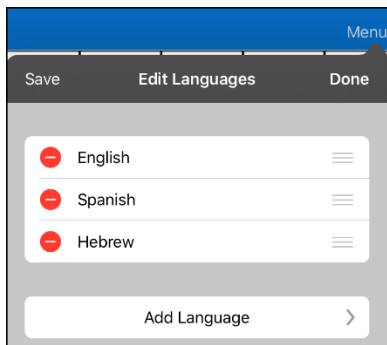 Menu
Save Edit Languages Done
English
Spanish
Hebrew
Add Language